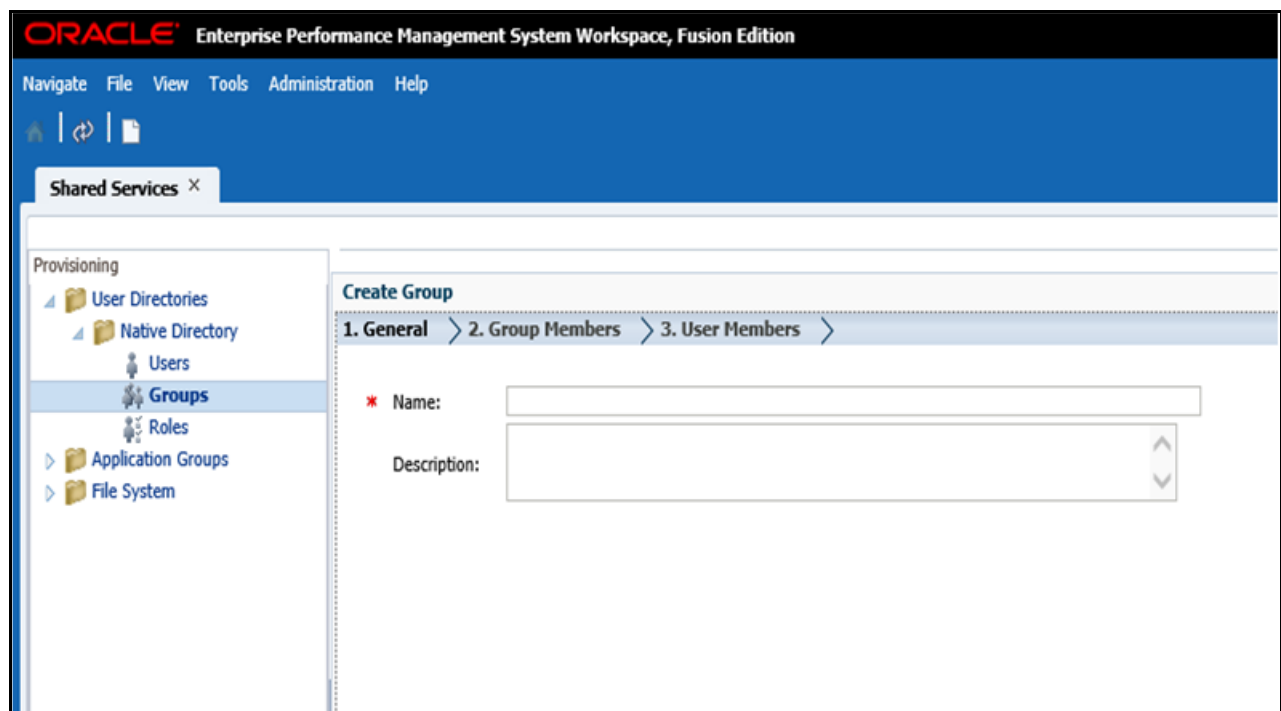 ORACLE Enterprise Performance Management System Workspace, Fusion Edition
Navigate File View Tools Administration Help
Shared Services ×
Provisioning
User Directories
Native Directory
Users
Groups
Roles
Application Groups
File System
Create Group
1. General 2. Group Members 3. User Members
* Name:
Description: